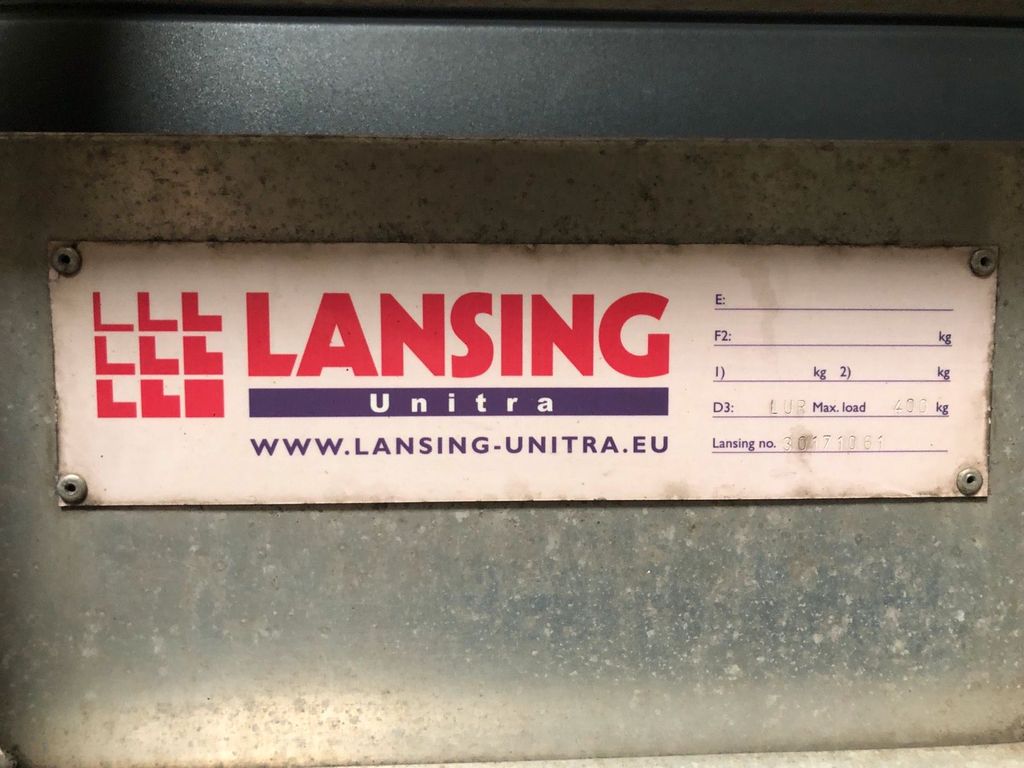 LANSING
Unitra
WWW.LANSING-UNITRA.EU
E:
F2: kg
1) kg 2) kg
D3: LUR Max. load 400 kg
Lansing no. 30171061